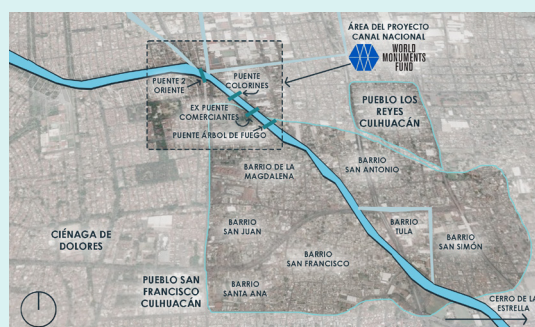 ÁREA DEL PROYECTO
CANAL NACIONAL
WORLD
MONUMENTS
FUND
PUENTE 2
ORIENTE
PUENTE
COLORINES
EX PUENTE
COMERCIANTES
PUENTE ÁRBOL DE FUEGO
PUEBLO LOS
REYES
CULHUACÁN
BARRIO DE LA
MAGDALENA
BARRIO
SAN ANTONIO
CIÉNAGA DE
DOLORES
BARRIO
SAN JUAN
BARRIO
TULA
BARRIO
SAN SIMÓN
BARRIO
SAN FRANCISCO
PUEBLO SAN
FRANCISCO
CULHUACÁN
BARRIO
SANTA ANA
CERRO DE LA
ESTRELLA